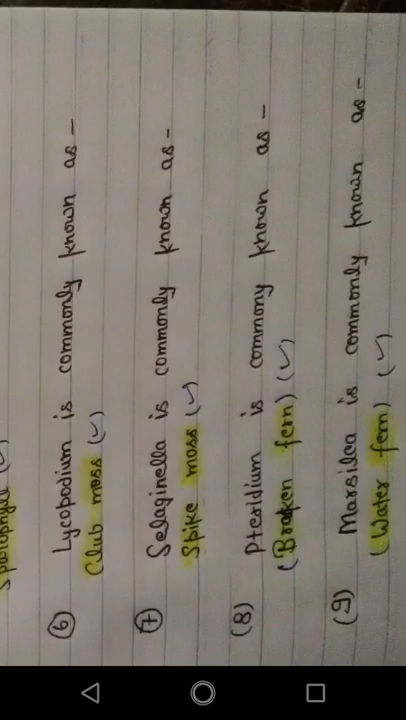 Sporophyll (✓)
⑥ Lycopodium is commonly known as –
Club moss (✓)
⑦ Selaginella is commonly known as –
Spike moss (✓)
(8) Pteridium is commony known as –
(Braken fern) (✓)
(9) Marsilea is commonly known as –
(Water fern) (✓)